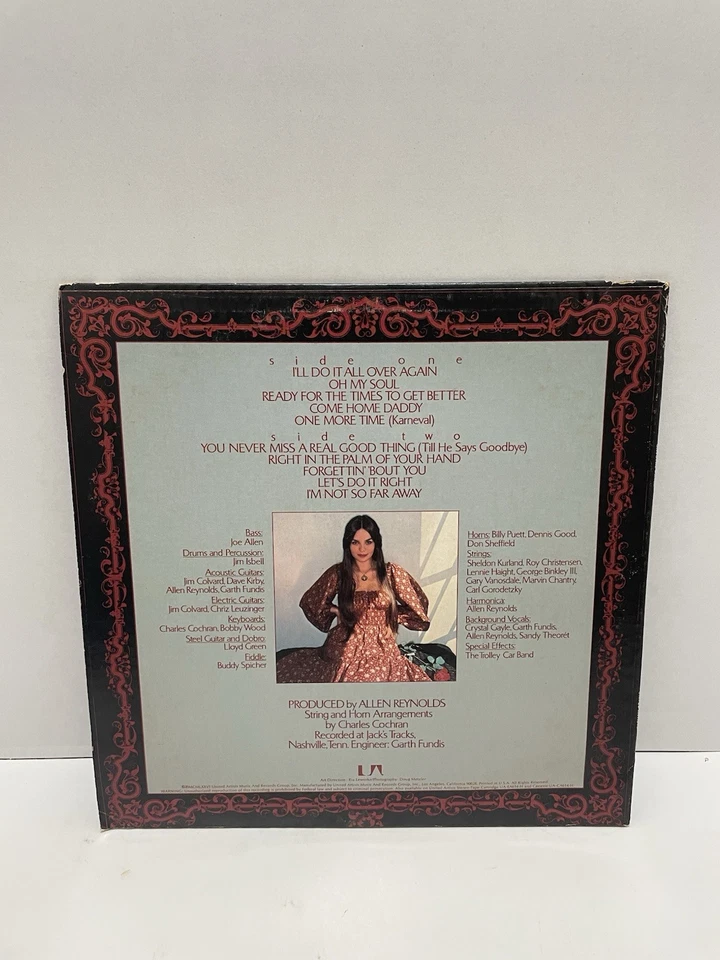 side one
I'LL DO IT ALL OVER AGAIN
OH MY SOUL
READY FOR THE TIMES TO GET BETTER
COME HOME DADDY
ONE MORE TIME (Karneval)
side two
YOU NEVER MISS A REAL GOOD THING (Till He Says Goodbye)
RIGHT IN THE PALM OF YOUR HAND
FORGETTIN' 'BOUT YOU
LET'S DO IT RIGHT
I'M NOT SO FAR AWAY
Bass:
Joe Allen
Drums and Percussion:
Jim Isbell
Acoustic Guitars:
Jim Colvard, Dave Kirby,
Allen Reynolds, Garth Fundis
Electric Guitars:
Jim Colvard, Chriz Leuzinger
Keyboards:
Charles Cochran, Bobby Wood
Steel Guitar and Dobro:
Lloyd Green
Fiddle:
Buddy Spicher
Horns: Billy Puett, Dennis Good,
Don Sheffield
Strings:
Sheldon Kurland, Roy Christensen,
Lennie Haight, George Binkley III,
Gary Vanosdale, Marvin Chantry,
Carl Gorodetzky
Harmonica:
Allen Reynolds
Background Vocals:
Crystal Gayle, Garth Fundis,
Allen Reynolds, Sandy Theoret
Special Effects:
The Trolley Car Band
PRODUCED by ALLEN REYNOLDS
String and Horn Arrangements
by Charles Cochran
Recorded at Jack's Tracks,
Nashville, Tenn. Engineer: Garth Fundis
UA